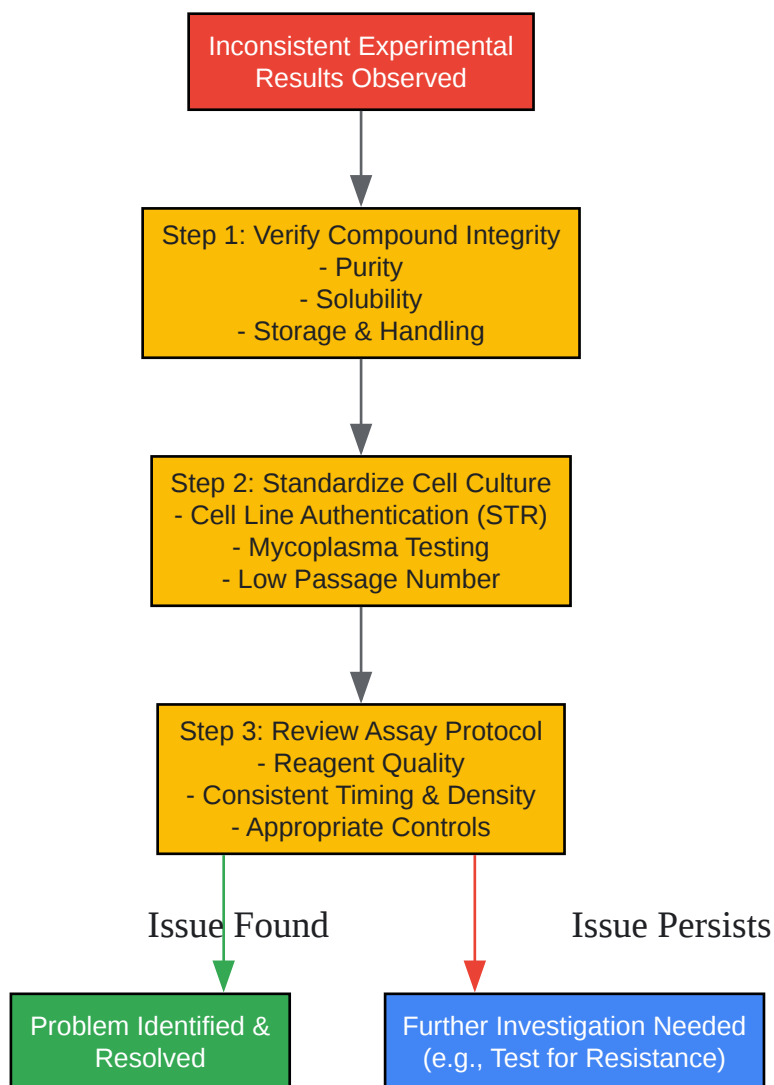 Inconsistent Experimental
Results Observed
Step 1: Verify Compound Integrity
- Purity
- Solubility
- Storage & Handling
Step 2: Standardize Cell Culture
- Cell Line Authentication (STR)
- Mycoplasma Testing
- Low Passage Number
Step 3: Review Assay Protocol
- Reagent Quality
- Consistent Timing & Density
- Appropriate Controls
Issue Found
Issue Persists
Problem Identified &
Resolved
Further Investigation Needed
(e.g., Test for Resistance)